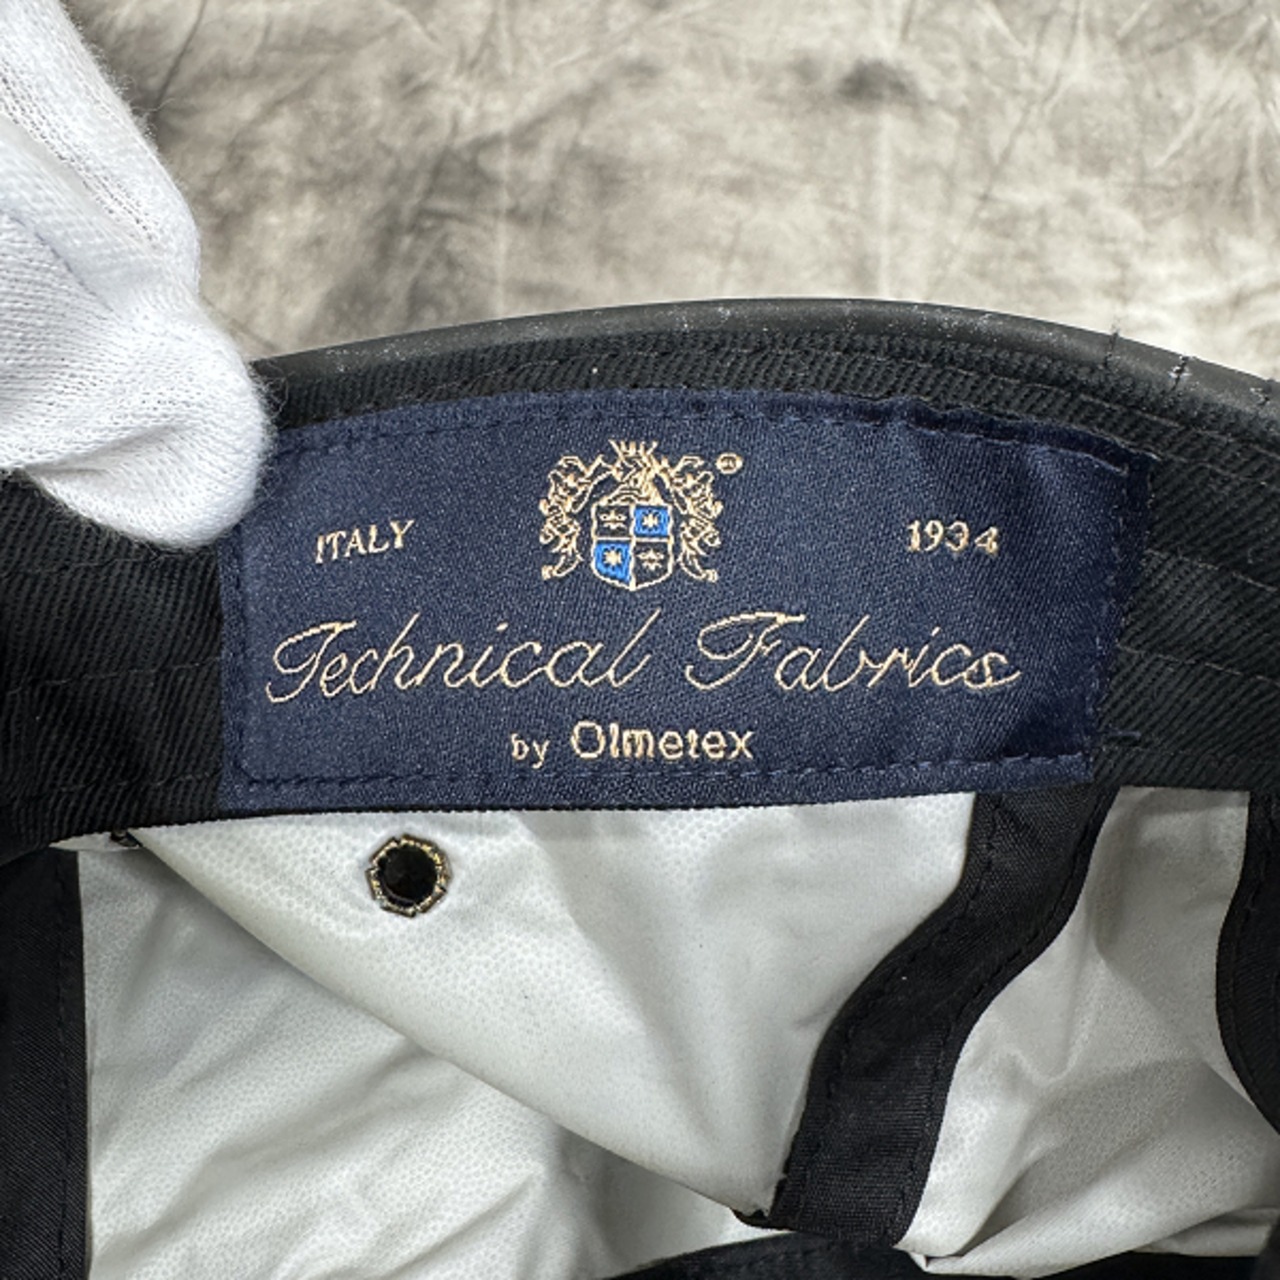 ITALY 1934
Technical Fabrics
by Olmetex